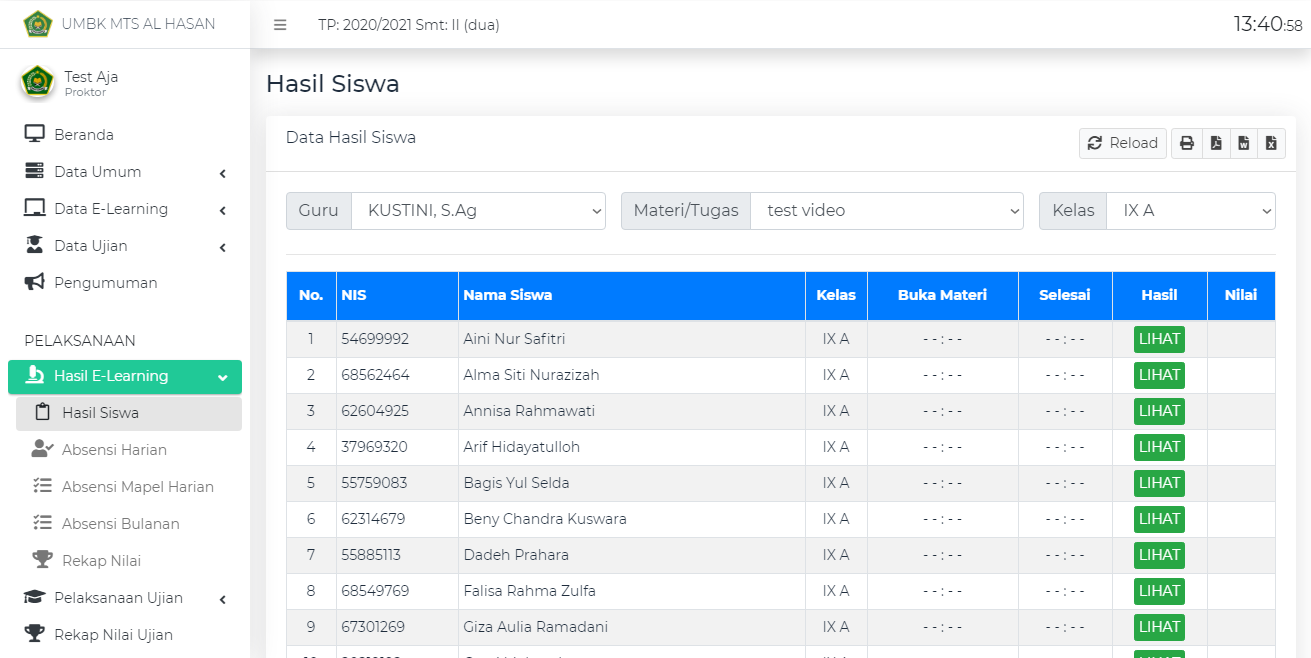 UMBK MTS AL HASAN
TP: 2020/2021 Smt: II (dua)
13:40:58
Test Aja
Proktor
Beranda
Data Umum
Data E-Learning
Data Ujian
Pengumuman
PELAKSANAAN
Hasil E-Learning
Hasil Siswa
Absensi Harian
Absensi Mapel Harian
Absensi Bulanan
Rekap Nilai
Pelaksanaan Ujian
Rekap Nilai Ujian
Hasil Siswa
Data Hasil Siswa
Reload
Guru KUSTINI, S.Ag Materi/Tugas test video Kelas IX A
No. NIS Nama Siswa Kelas Buka Materi Selesai Hasil Nilai
1 54699992 Aini Nur Safitri IX A - - : - - - - : - - LIHAT
2 68562464 Alma Siti Nurazizah IX A - - : - - - - : - - LIHAT
3 62604925 Annisa Rahmawati IX A - - : - - - - : - - LIHAT
4 37969320 Arif Hidayatulloh IX A - - : - - - - : - - LIHAT
5 55759083 Bagis Yul Selda IX A - - : - - - - : - - LIHAT
6 62314679 Beny Chandra Kuswara IX A - - : - - - - : - - LIHAT
7 55885113 Dadeh Prahara IX A - - : - - - - : - - LIHAT
8 68549769 Falisa Rahma Zulfa IX A - - : - - - - : - - LIHAT
9 67301269 Giza Aulia Ramadani IX A - - : - - - - : - - LIHAT